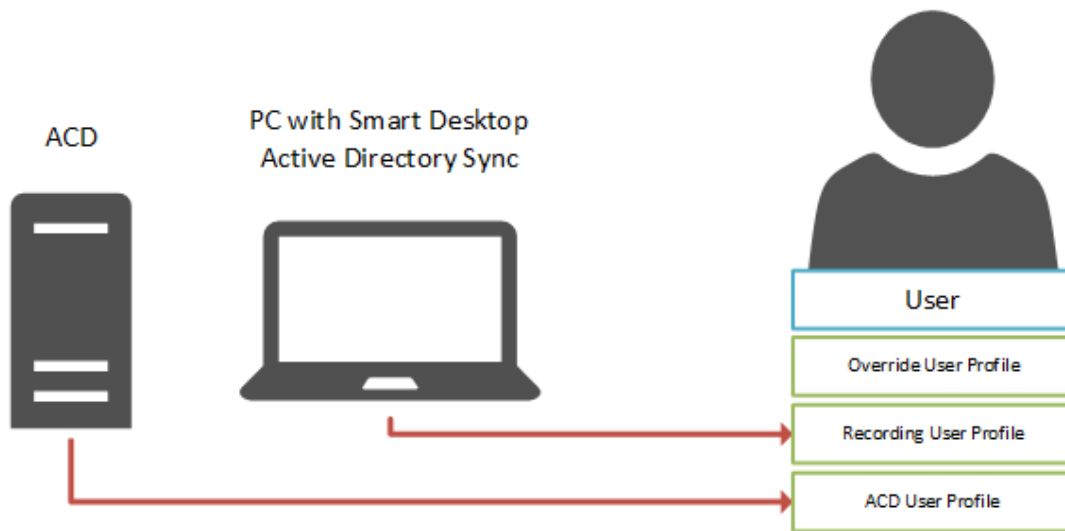 ACD
PC with Smart Desktop
Active Directory Sync
User
Override User Profile
Recording User Profile
ACD User Profile